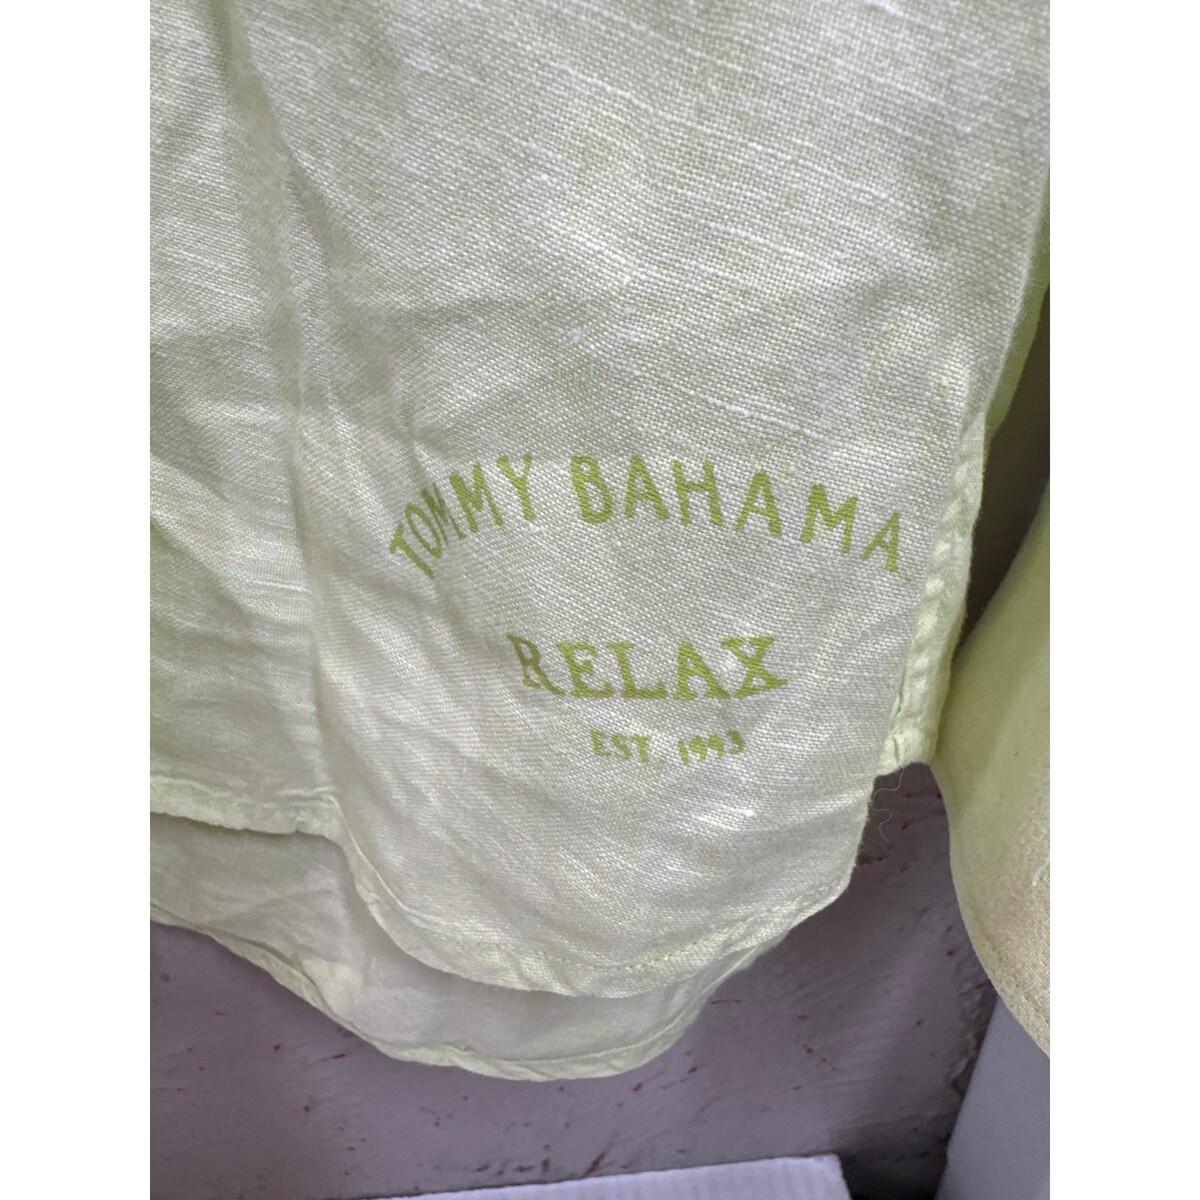 TOMMY BAHAMA
RELAX
EST. 1993